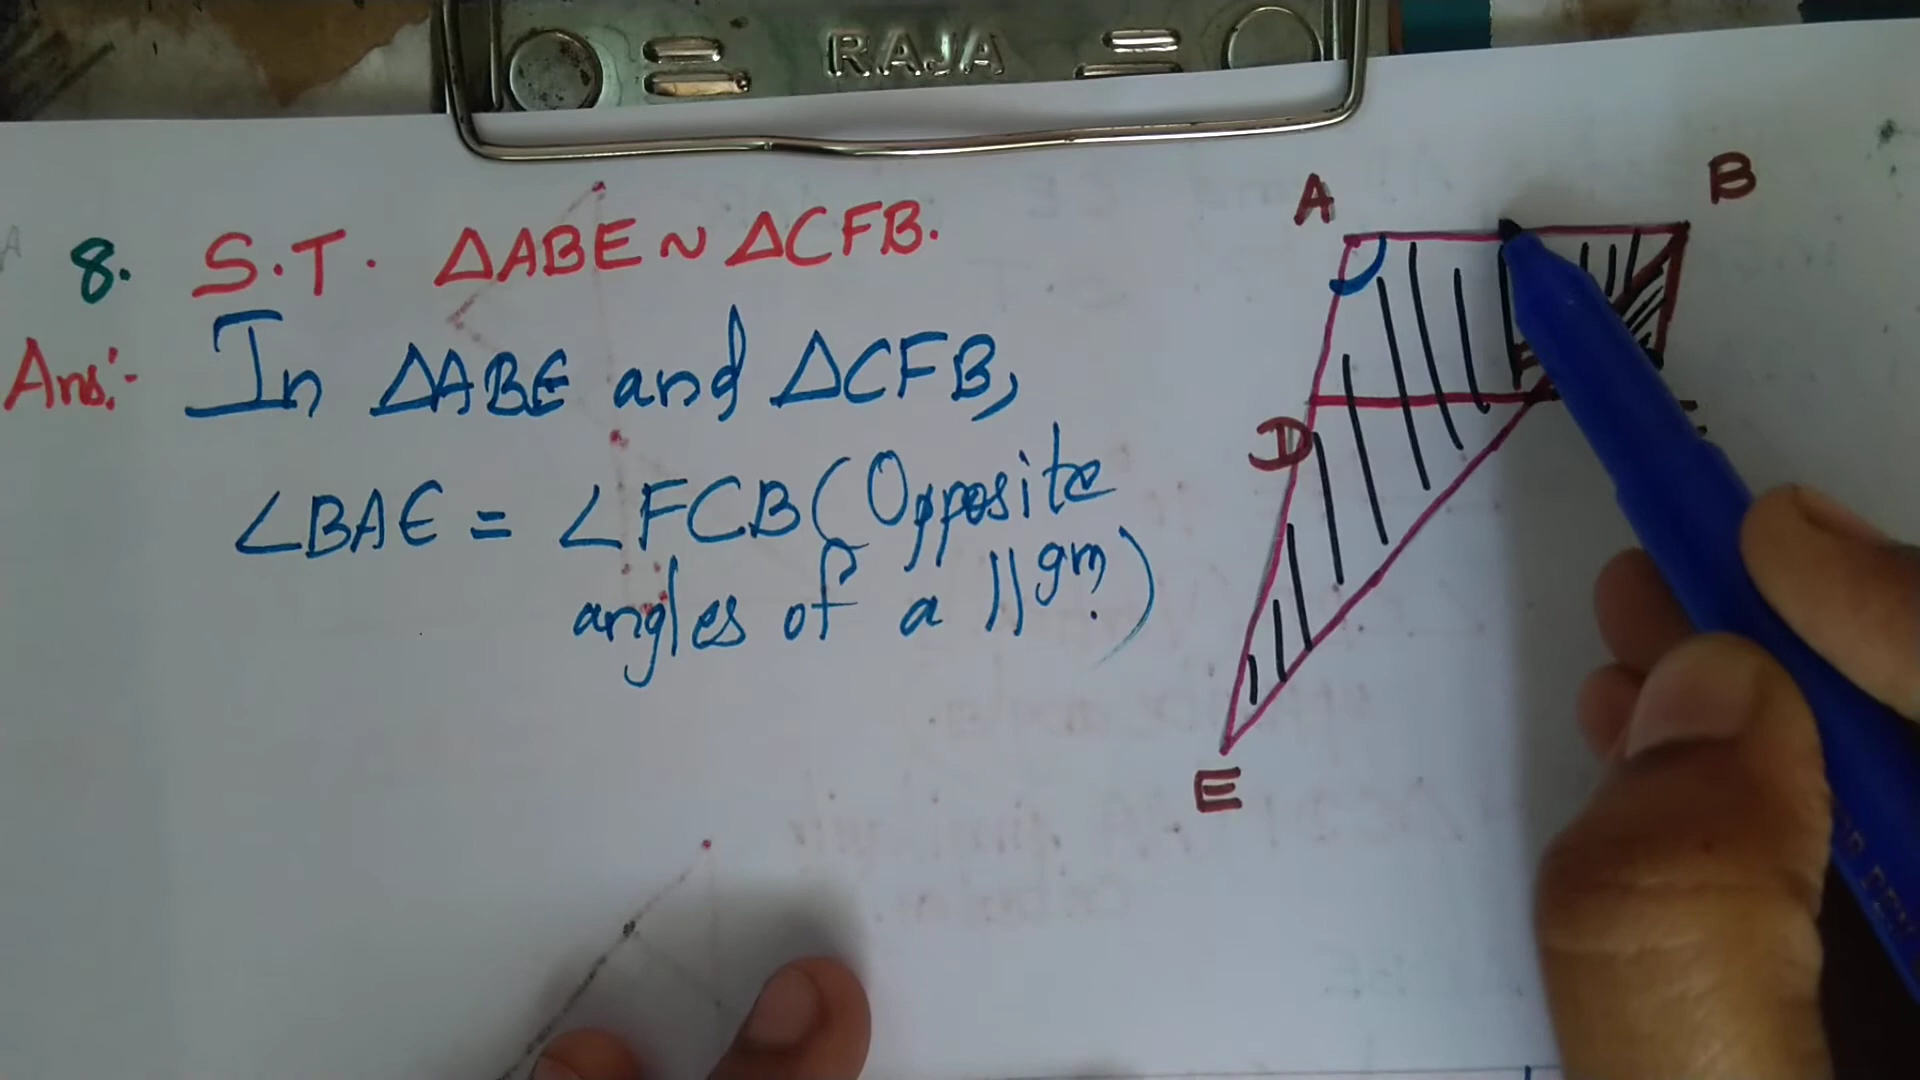 RAJA
8. S.T. ΔABE ~ ΔCFB.
Ans:- In ΔABE and ΔCFB,
∠BAE = ∠FCB (Opposite
angles of a ||gm)
A
B
D
E